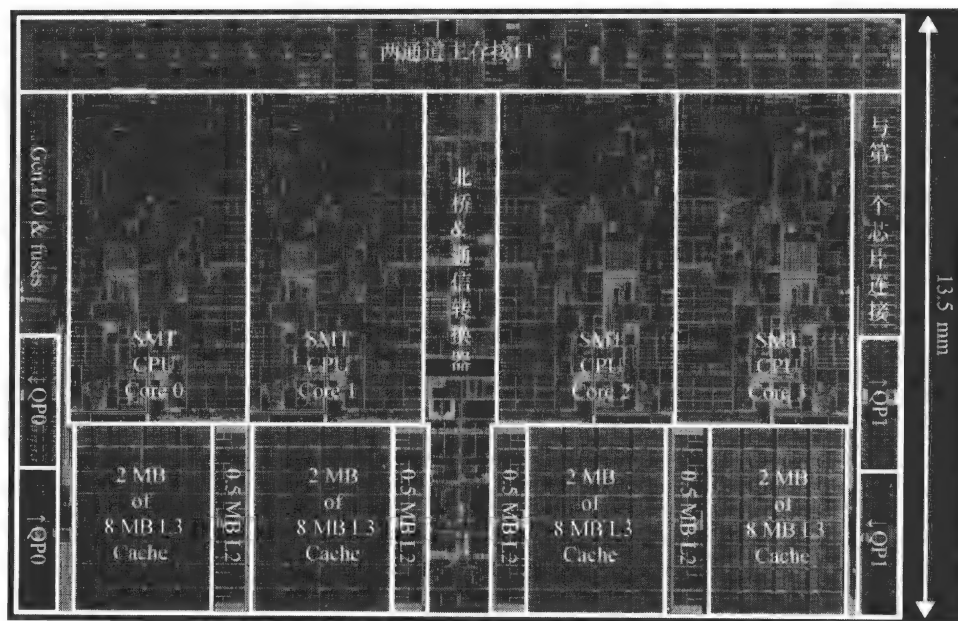 两通道主存接口
Gen I/O & fuses
SMT
CPU
Core 0
SMT
CPU
Core 1
北桥&通信转换器
SMT
CPU
Core 2
SMT
CPU
Core 3
与第二个芯片连接
13.5 mm
↓QP0
↑QP1
2 MB
of
8 MB L3
Cache
0.5 MB L2
2 MB
of
8 MB L3
Cache
0.5 MB L2
0.5 MB L2
2 MB
of
8 MB L3
Cache
0.5 MB L2
2 MB
of
8 MB L3
Cache
↑QP0
↓QP1